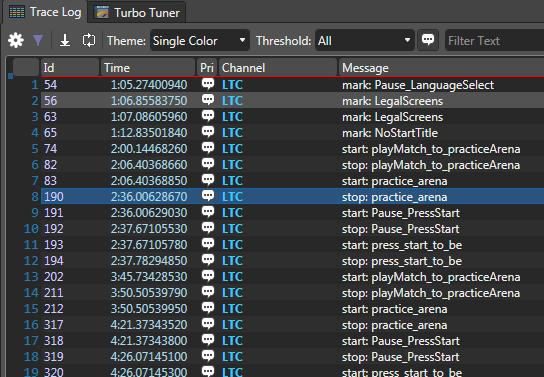 Trace Log Turbo Tuner
Theme: Single Color Threshold: All Filter Text
Id Time Pri Channel Message
1 54 1:05.27400940 LTC mark: Pause_LanguageSelect
2 56 1:06.85583750 LTC mark: LegalScreens
3 63 1:07.08605960 LTC mark: LegalScreens
4 65 1:12.83501840 LTC mark: NoStartTitle
5 74 2:00.14468260 LTC start: playMatch_to_practiceArena
6 82 2:06.40368660 LTC stop: playMatch_to_practiceArena
7 83 2:06.40368850 LTC start: practice_arena
8 190 2:36.00628670 LTC stop: practice_arena
9 191 2:36.00629030 LTC start: Pause_PressStart
10 192 2:37.67105530 LTC stop: Pause_PressStart
11 193 2:37.67105780 LTC start: press_start_to_be
12 194 2:37.78294850 LTC stop: press_start_to_be
13 202 3:45.73428530 LTC start: playMatch_to_practiceArena
14 211 3:50.50539790 LTC stop: playMatch_to_practiceArena
15 212 3:50.50539950 LTC start: practice_arena
16 317 4:21.37343520 LTC stop: practice_arena
17 318 4:21.37343800 LTC start: Pause_PressStart
18 319 4:26.07145100 LTC stop: Pause_PressStart
19 320 4:26.07145300 LTC start: press_start_to_be